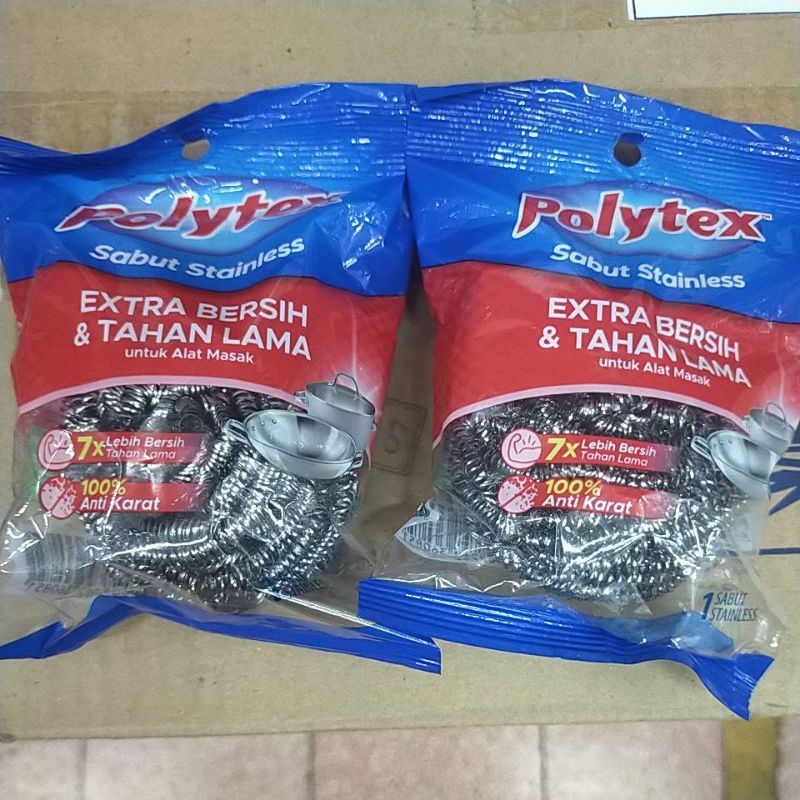 Polytex
Sabut Stainless
EXTRA BERSIH
& TAHAN LAMA
untuk Alat Masak
7x Lebih Bersih
Tahan Lama
100%
Anti Karat
Polytex™
Sabut Stainless
EXTRA BERSIH
& TAHAN LAMA
untuk Alat Masak
7x Lebih Bersih
Tahan Lama
100%
Anti Karat
1 SABUT
STAINLESS